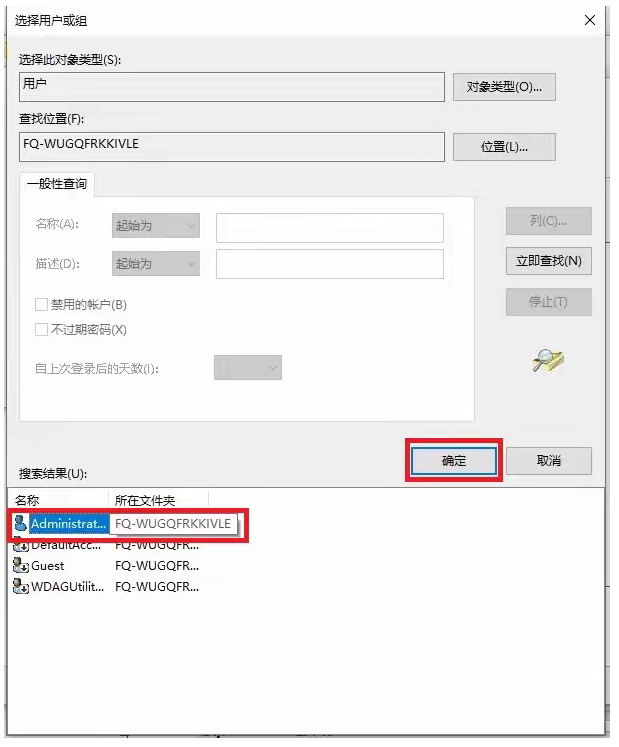 选择用户或组
选择此对象类型(S):
用户
对象类型(O)...
查找位置(F):
FQ-WUGQFRKKIVLE
位置(L)...
一般性查询
名称(A):
起始为
列(C)...
描述(D):
起始为
立即查找(N)
禁用的帐户(B)
停止(T)
不过期密码(X)
自上次登录后的天数(I):
确定
取消
搜索结果(U):
名称 所在文件夹
Administrat... FQ-WUGQFRKKIVLE
DefaultAcc... FQ-WUGQFR...
Guest FQ-WUGQFR...
WDAGUtilit... FQ-WUGQFR...